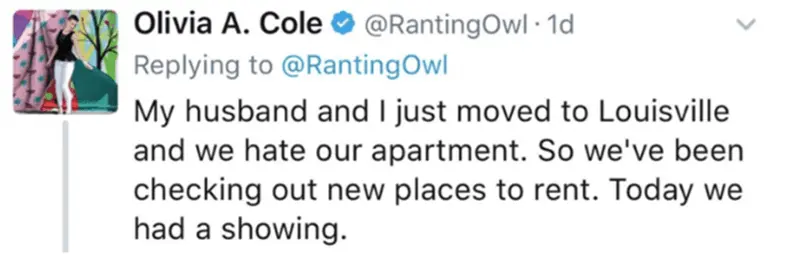 Olivia A. Cole @RantingOwl · 1d
Replying to @RantingOwl
My husband and I just moved to Louisville
and we hate our apartment. So we've been
checking out new places to rent. Today we
had a showing.